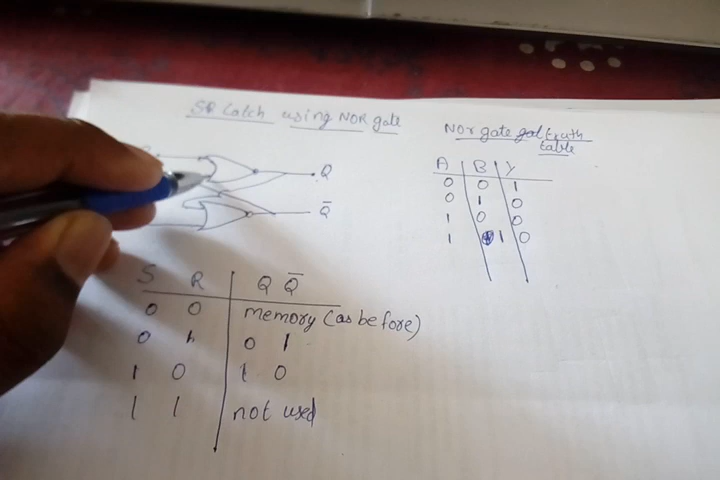 SR Latch using NOR gate
Q
Q̅
S R Q Q̅
0 0 memory (as before)
0 1 0 1
1 0 1 0
1 1 not used
NOr gate truth
table
A B Y
0 0 1
0 1 0
1 0 0
1 1 0